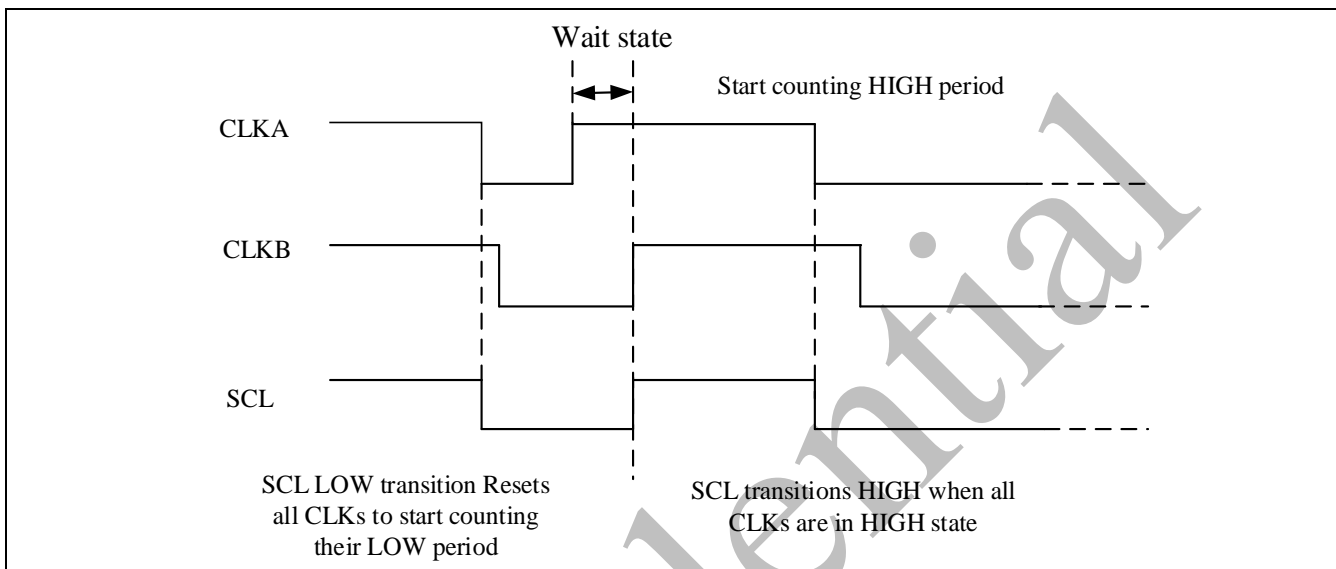 Wait state
Start counting HIGH period
CLKA
CLKB
SCL
SCL LOW transition Resets
all CLKs to start counting
their LOW period
SCL transitions HIGH when all
CLKs are in HIGH state
dential